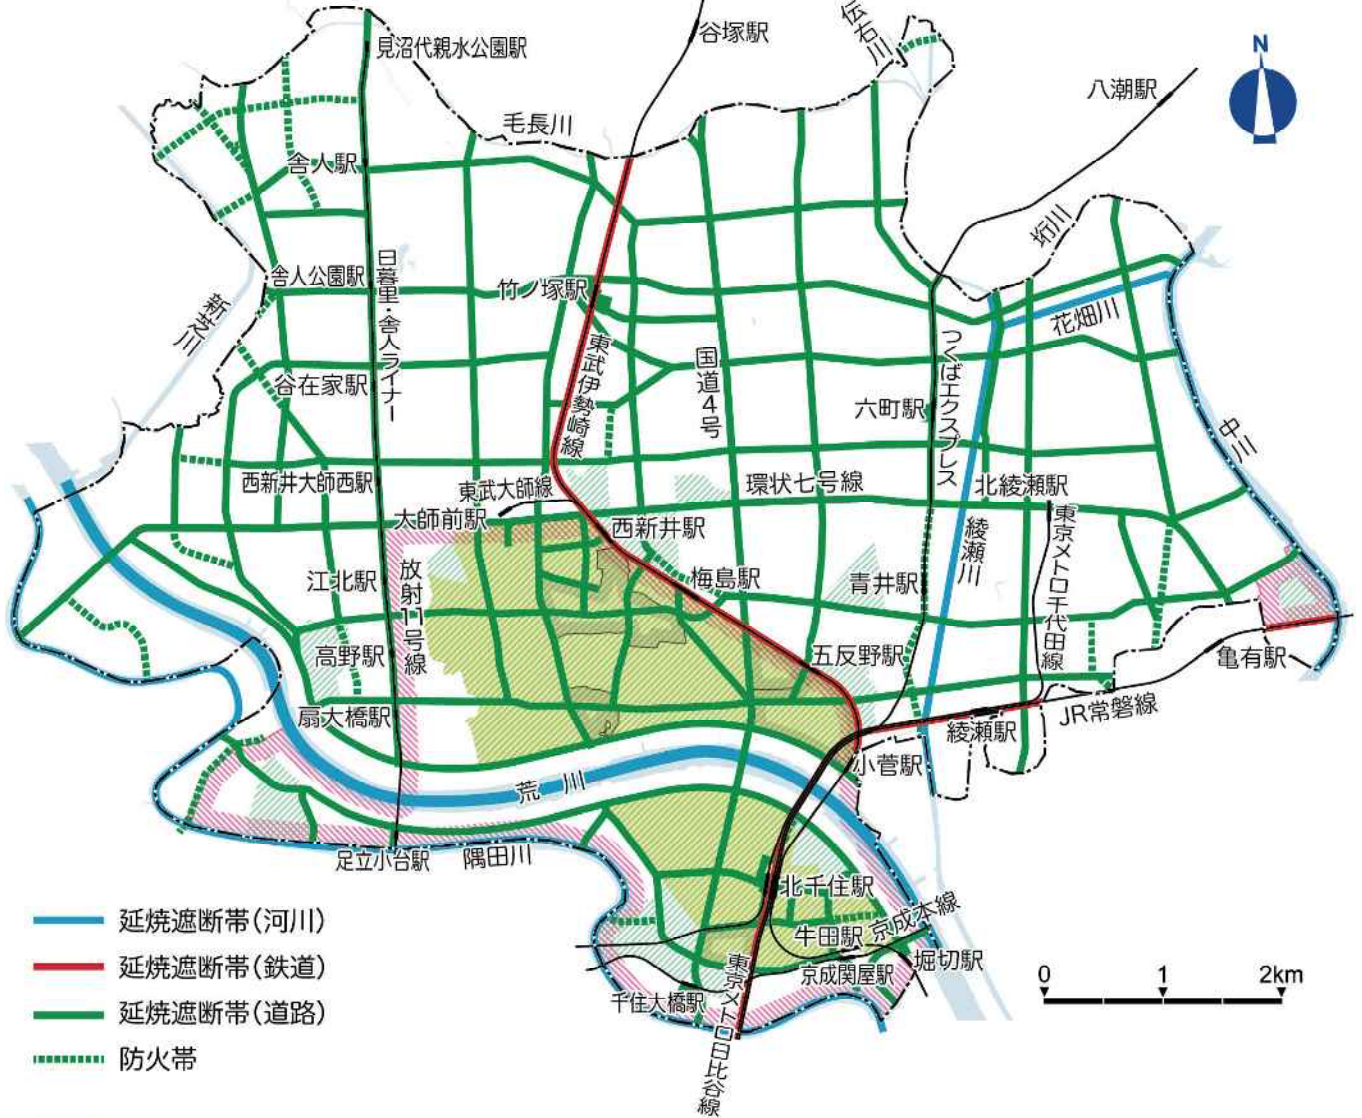 谷塚駅
伝右川
N
見沼代親水公園駅
八潮駅
毛長川
舎人駅
垳川
日暮里・舎人ライナー
舎人公園駅
竹ノ塚駅
新芝川
花畑川
東武伊勢崎線
国道4号
つくばエクスプレス
谷在家駅
六町駅
中川
西新井大師西駅
東武大師線
環状七号線
北綾瀬駅
大師前駅
西新井駅
綾瀬川
東京メトロ千代田線
放射11号線
江北駅
梅島駅
青井駅
高野駅
五反野駅
亀有駅
扇大橋駅
綾瀬駅
JR常磐線
小菅駅
荒川
足立小台駅
隅田川
北千住駅
牛田駅
京成本線
堀切駅
京成関屋駅
千住大橋駅
東京メトロ日比谷線
延焼遮断帯(河川)
延焼遮断帯(鉄道)
延焼遮断帯(道路)
防火帯
0 1 2km